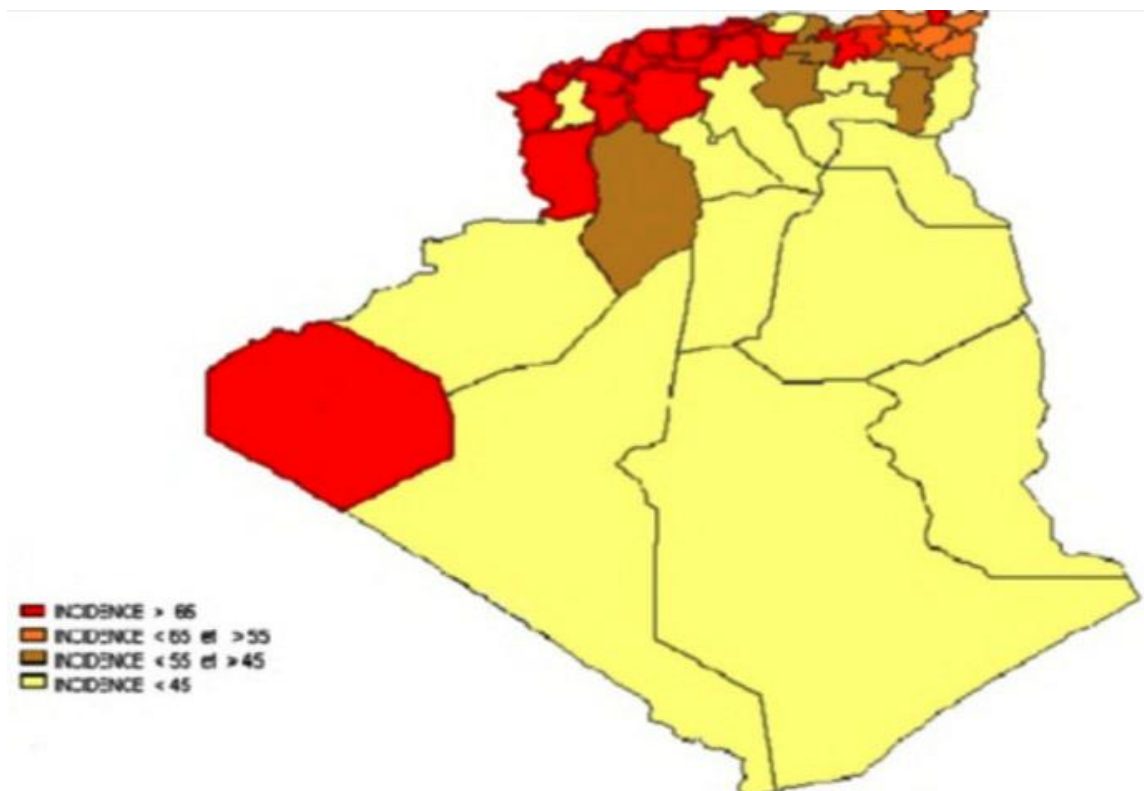 INCIDENCE > 65
INCIDENCE < 65 et > 55
INCIDENCE < 55 et > 45
INCIDENCE < 45